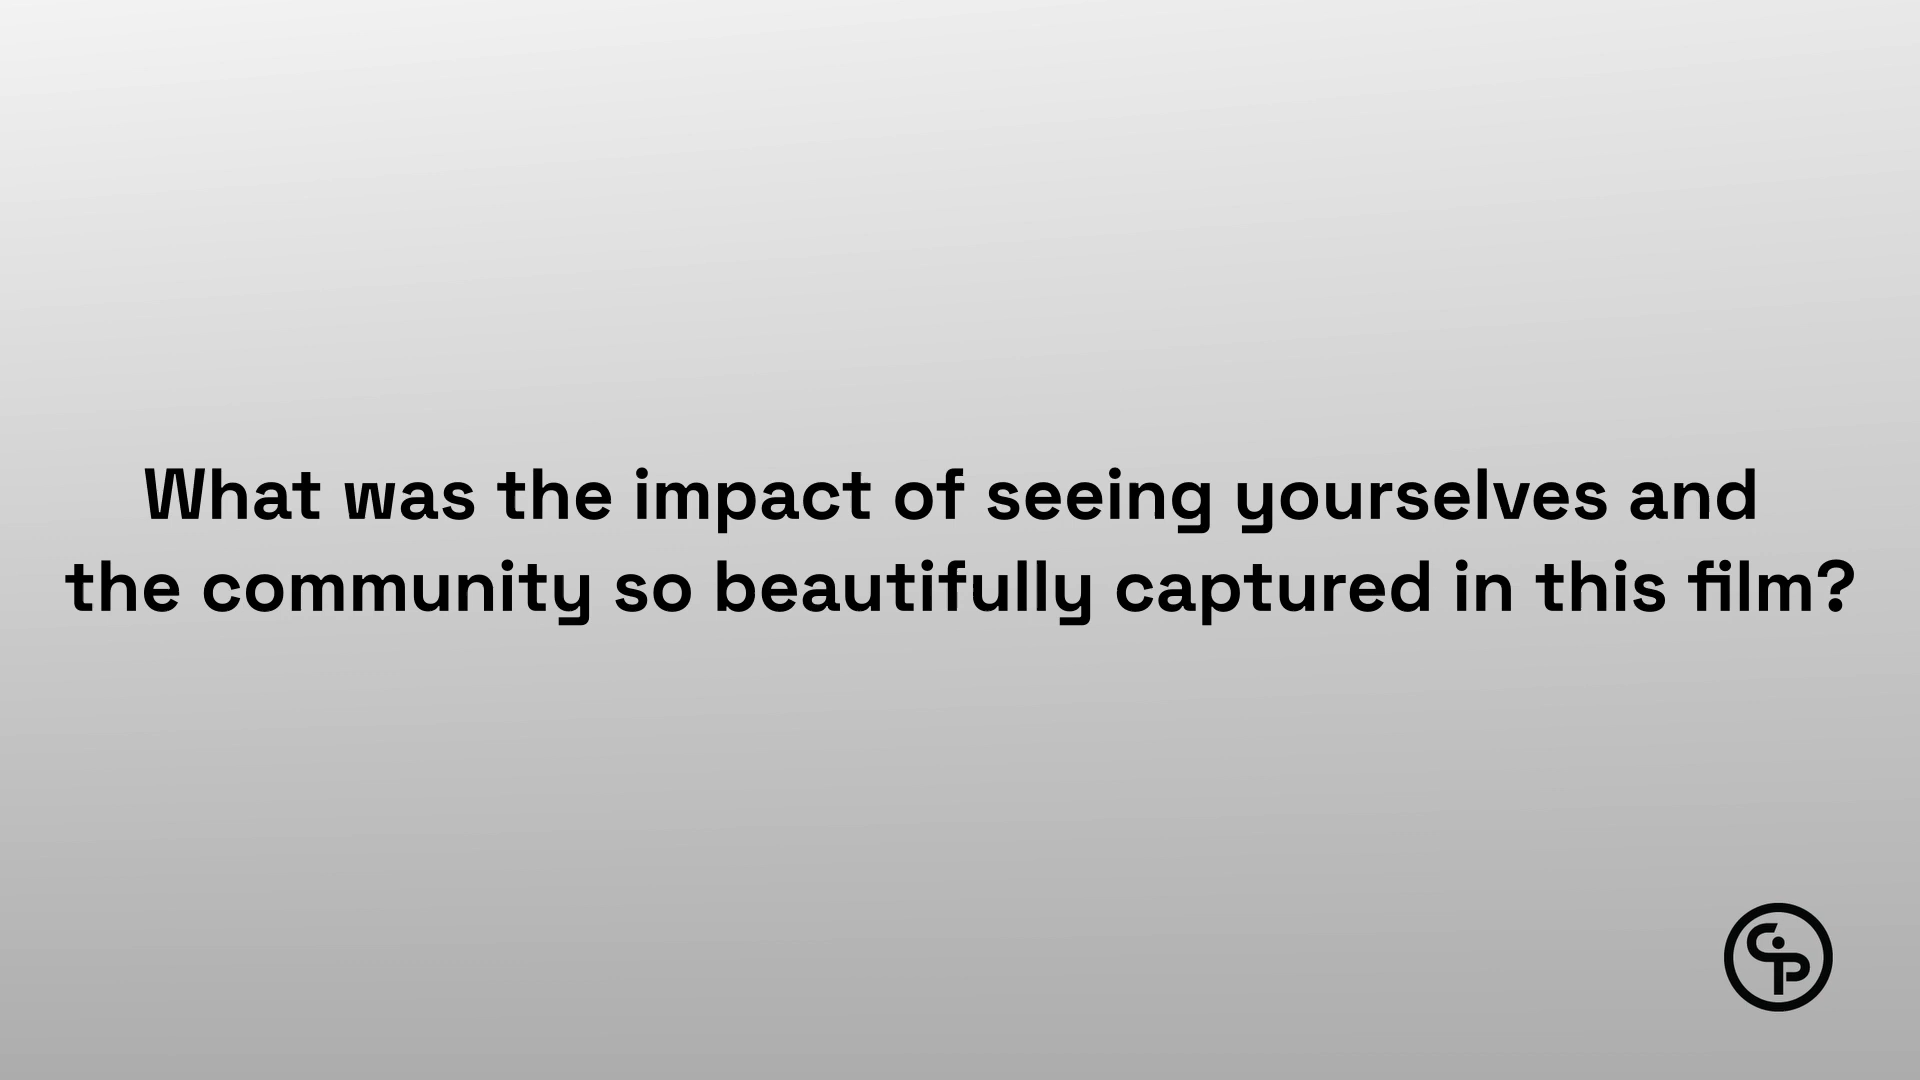 What was the impact of seeing yourselves and
the community so beautifully captured in this film?